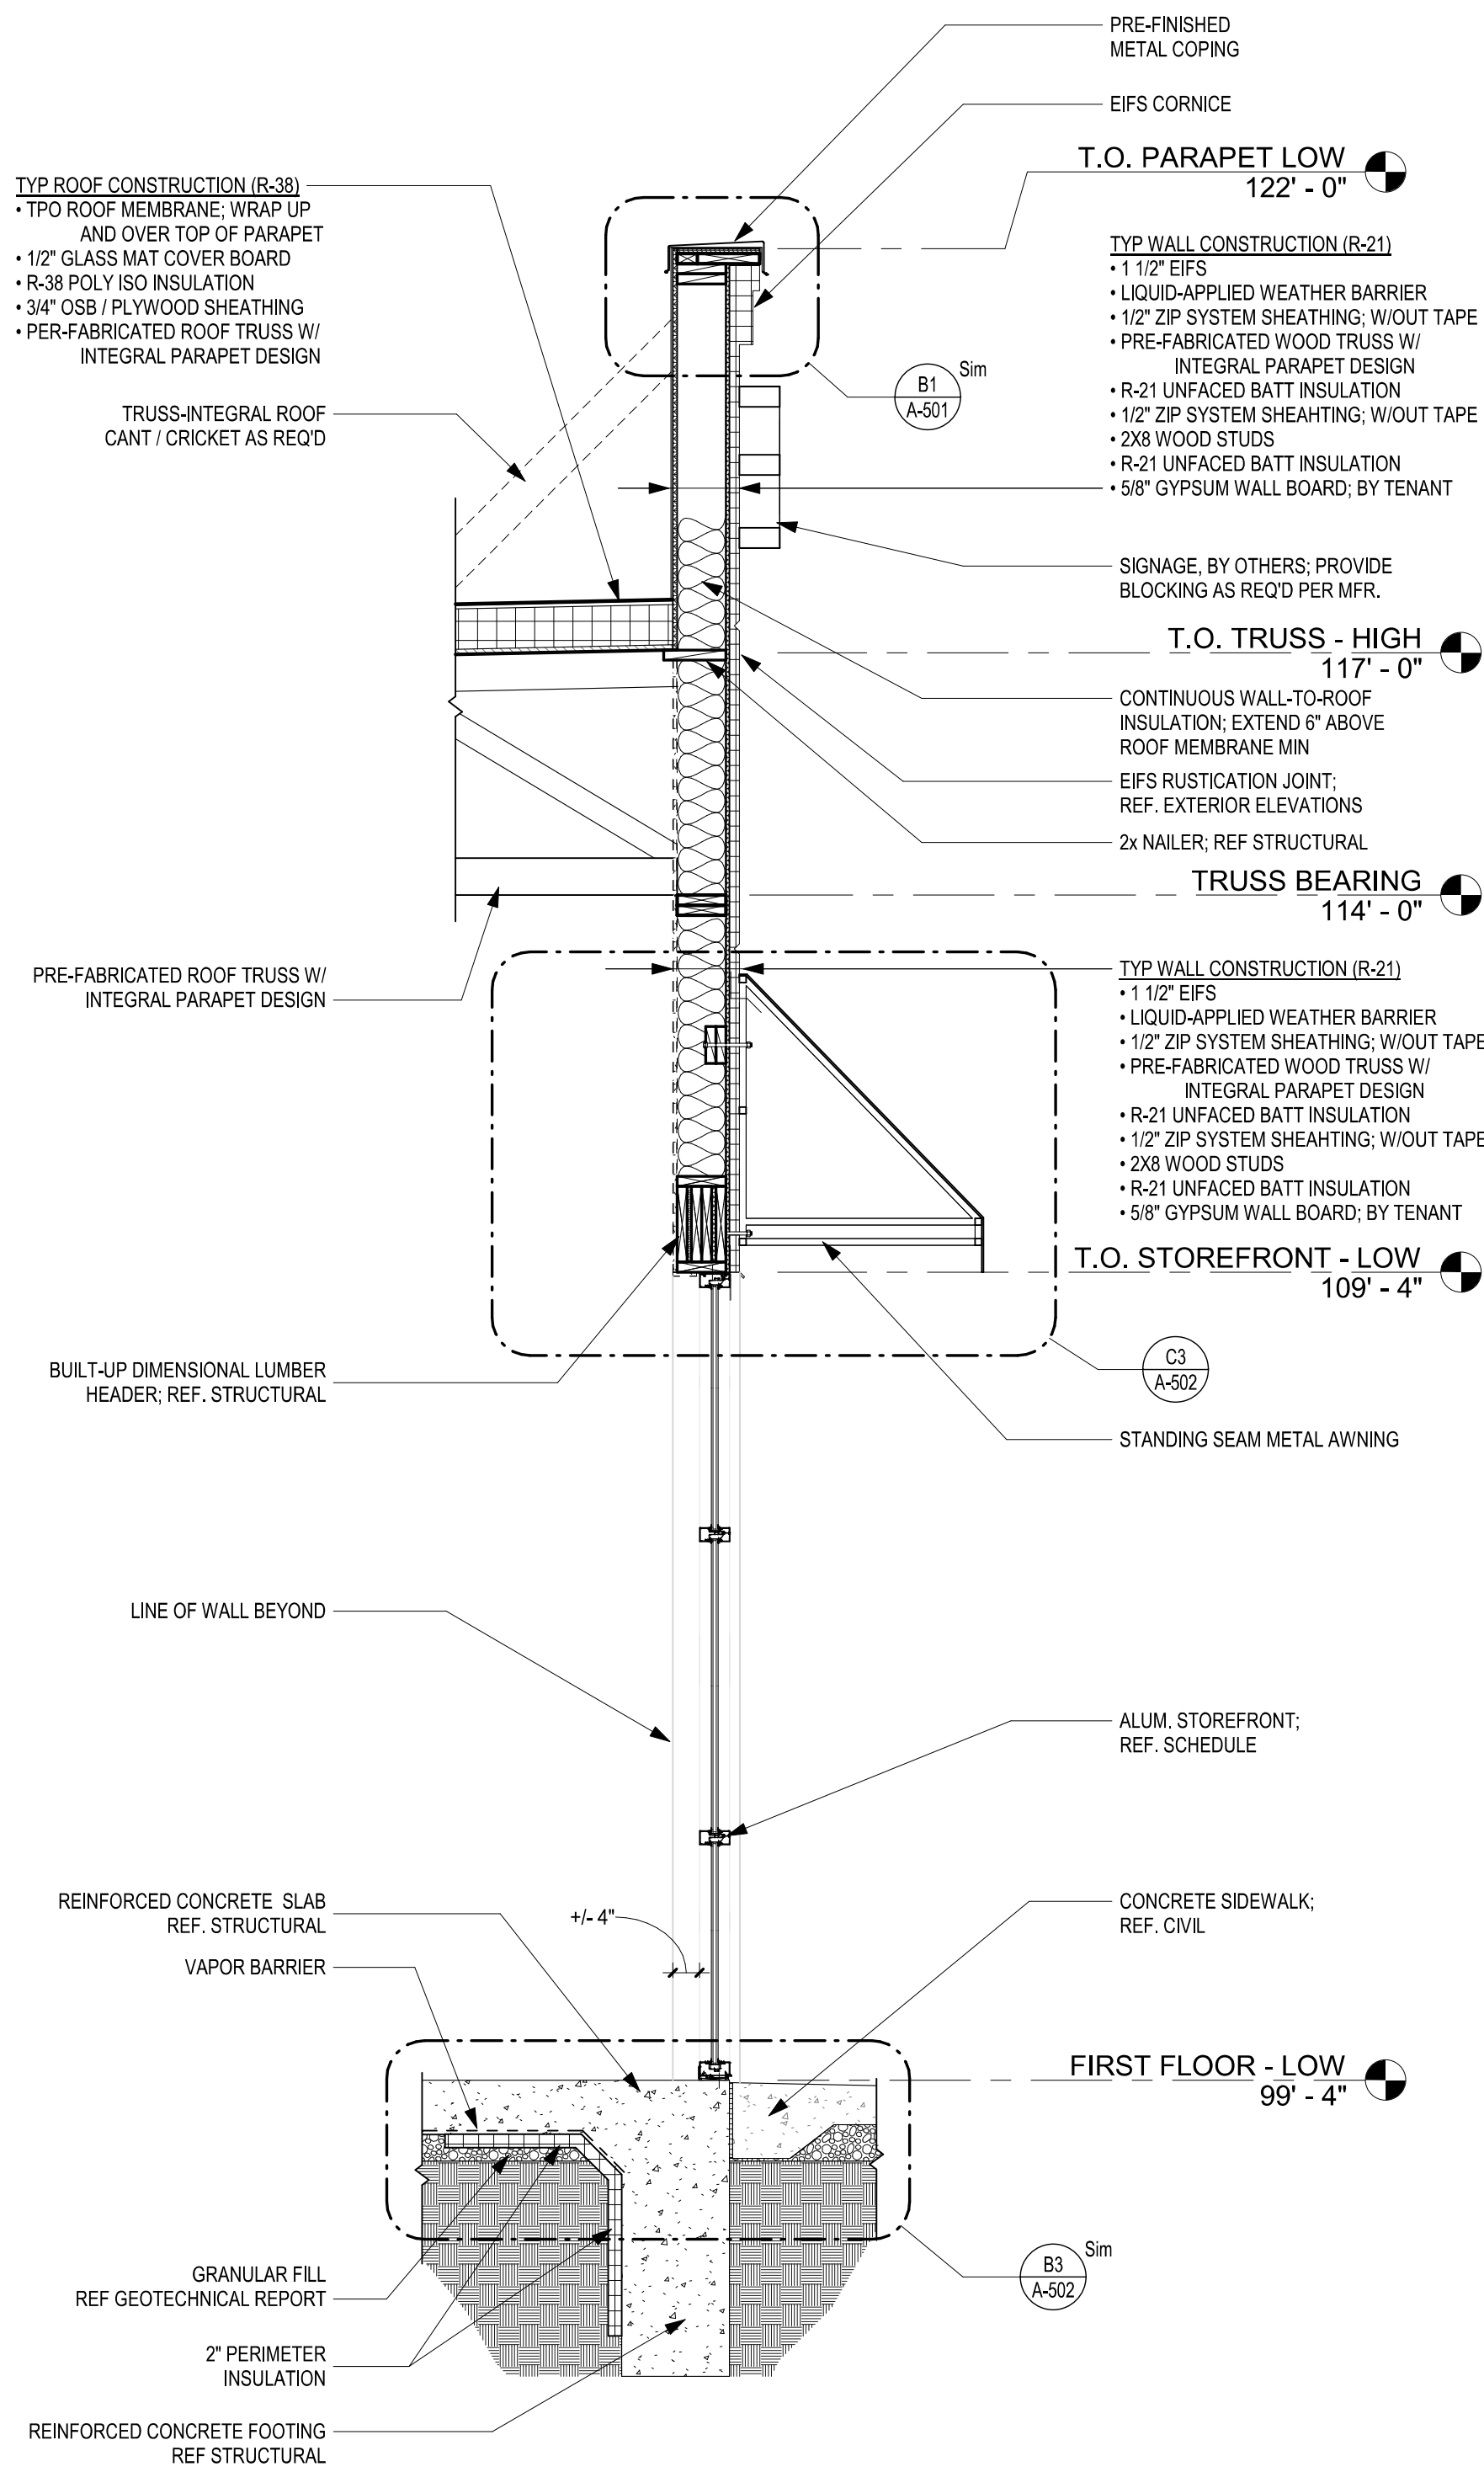 PRE-FINISHED
METAL COPING
EIFS CORNICE
T.O. PARAPET LOW
122' - 0"
TYP ROOF CONSTRUCTION (R-38)
• TPO ROOF MEMBRANE; WRAP UP
AND OVER TOP OF PARAPET
• 1/2" GLASS MAT COVER BOARD
• R-38 POLY ISO INSULATION
• 3/4" OSB / PLYWOOD SHEATHING
• PER-FABRICATED ROOF TRUSS W/
INTEGRAL PARAPET DESIGN
TRUSS-INTEGRAL ROOF
CANT / CRICKET AS REQ'D
TYP WALL CONSTRUCTION (R-21)
• 1 1/2" EIFS
• LIQUID-APPLIED WEATHER BARRIER
• 1/2" ZIP SYSTEM SHEATHING; W/OUT TAPE
• PRE-FABRICATED WOOD TRUSS W/
INTEGRAL PARAPET DESIGN
• R-21 UNFACED BATT INSULATION
• 1/2" ZIP SYSTEM SHEAHTING; W/OUT TAPE
• 2X8 WOOD STUDS
• R-21 UNFACED BATT INSULATION
• 5/8" GYPSUM WALL BOARD; BY TENANT
B1
A-501
Sim
SIGNAGE, BY OTHERS; PROVIDE
BLOCKING AS REQ'D PER MFR.
T.O. TRUSS - HIGH
117' - 0"
CONTINUOUS WALL-TO-ROOF
INSULATION; EXTEND 6" ABOVE
ROOF MEMBRANE MIN
EIFS RUSTICATION JOINT;
REF. EXTERIOR ELEVATIONS
2x NAILER; REF STRUCTURAL
TRUSS BEARING
114' - 0"
PRE-FABRICATED ROOF TRUSS W/
INTEGRAL PARAPET DESIGN
TYP WALL CONSTRUCTION (R-21)
• 1 1/2" EIFS
• LIQUID-APPLIED WEATHER BARRIER
• 1/2" ZIP SYSTEM SHEATHING; W/OUT TAPE
• PRE-FABRICATED WOOD TRUSS W/
INTEGRAL PARAPET DESIGN
• R-21 UNFACED BATT INSULATION
• 1/2" ZIP SYSTEM SHEAHTING; W/OUT TAPE
• 2X8 WOOD STUDS
• R-21 UNFACED BATT INSULATION
• 5/8" GYPSUM WALL BOARD; BY TENANT
T.O. STOREFRONT - LOW
109' - 4"
BUILT-UP DIMENSIONAL LUMBER
HEADER; REF. STRUCTURAL
C3
A-502
STANDING SEAM METAL AWNING
LINE OF WALL BEYOND
ALUM. STOREFRONT;
REF. SCHEDULE
REINFORCED CONCRETE SLAB
REF. STRUCTURAL
+/- 4"
CONCRETE SIDEWALK;
REF. CIVIL
VAPOR BARRIER
FIRST FLOOR - LOW
99' - 4"
GRANULAR FILL
REF GEOTECHNICAL REPORT
B3
A-502
Sim
2" PERIMETER
INSULATION
REINFORCED CONCRETE FOOTING
REF STRUCTURAL